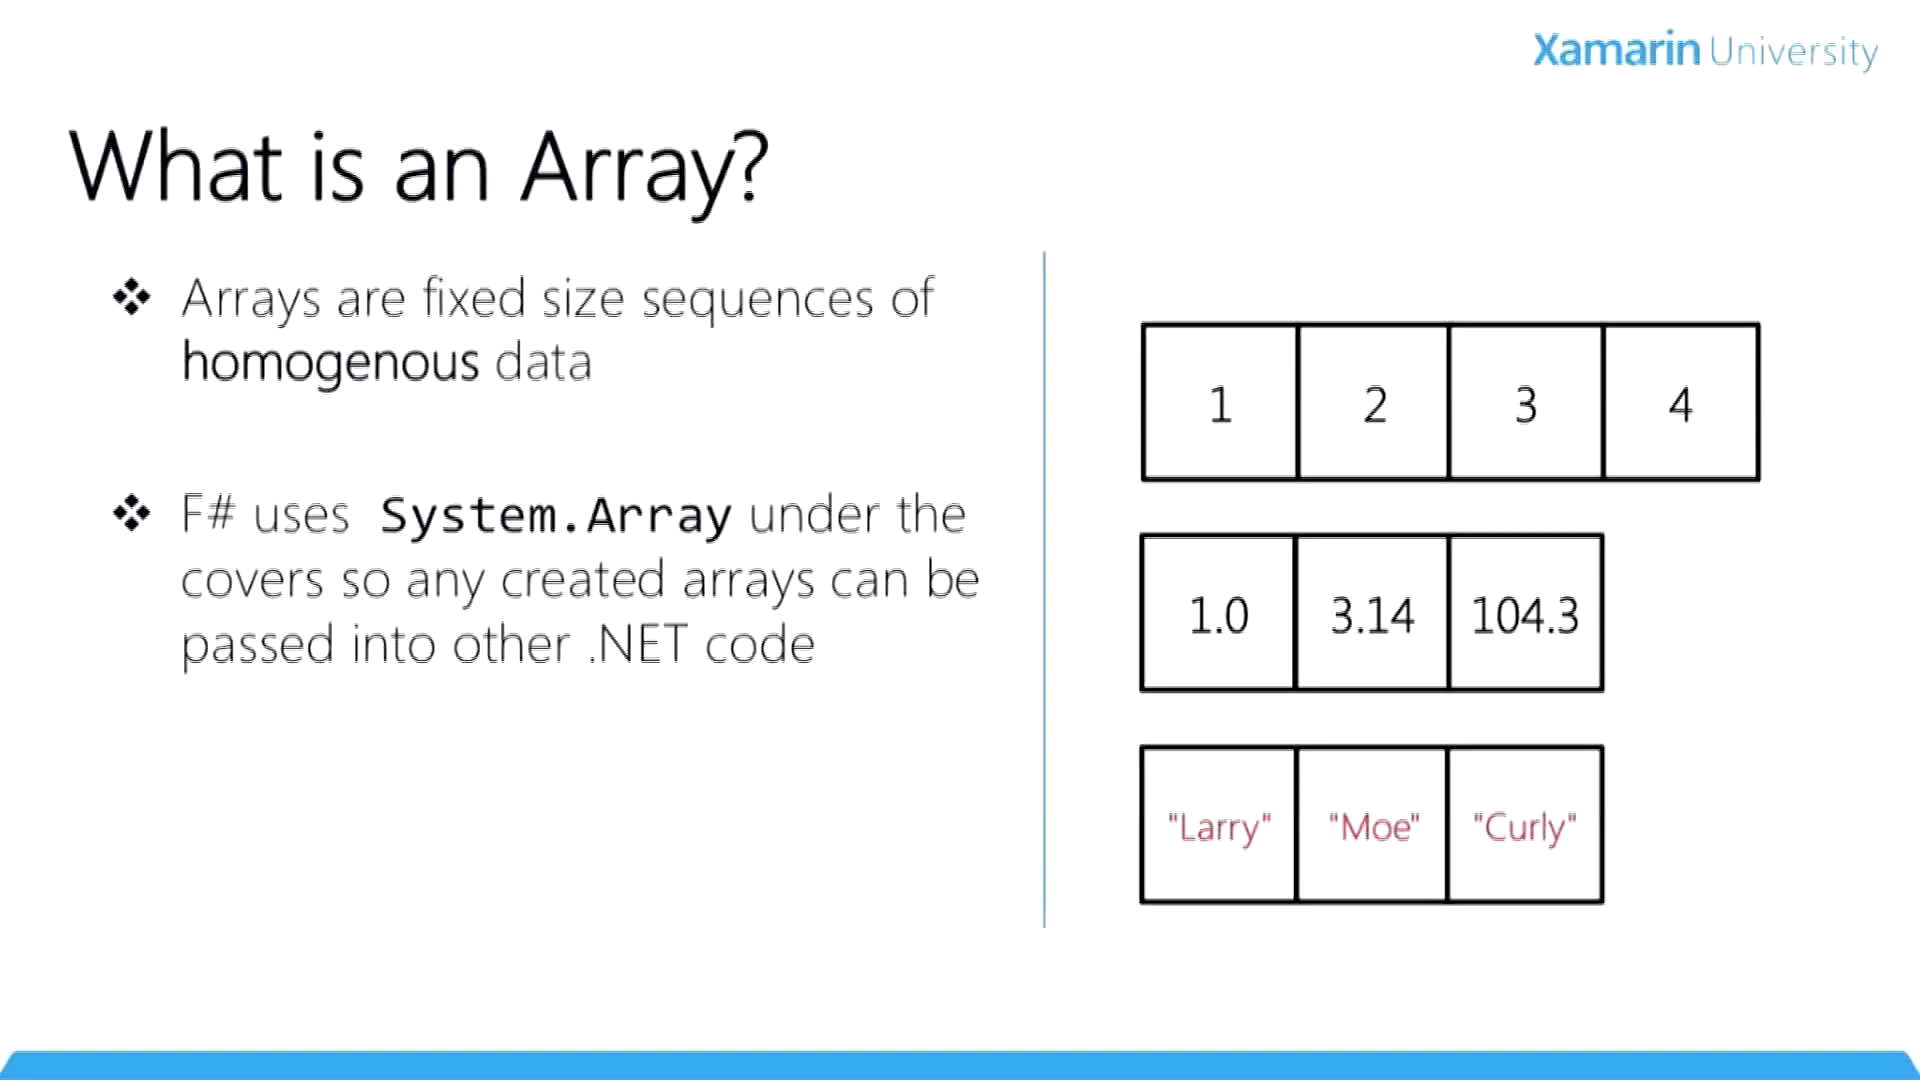 Xamarin University
What is an Array?
Arrays are fixed size sequences of
homogenous data
F# uses System.Array under the
covers so any created arrays can be
passed into other .NET code
1 2 3 4
1.0 3.14 104.3
"Larry" "Moe" "Curly"